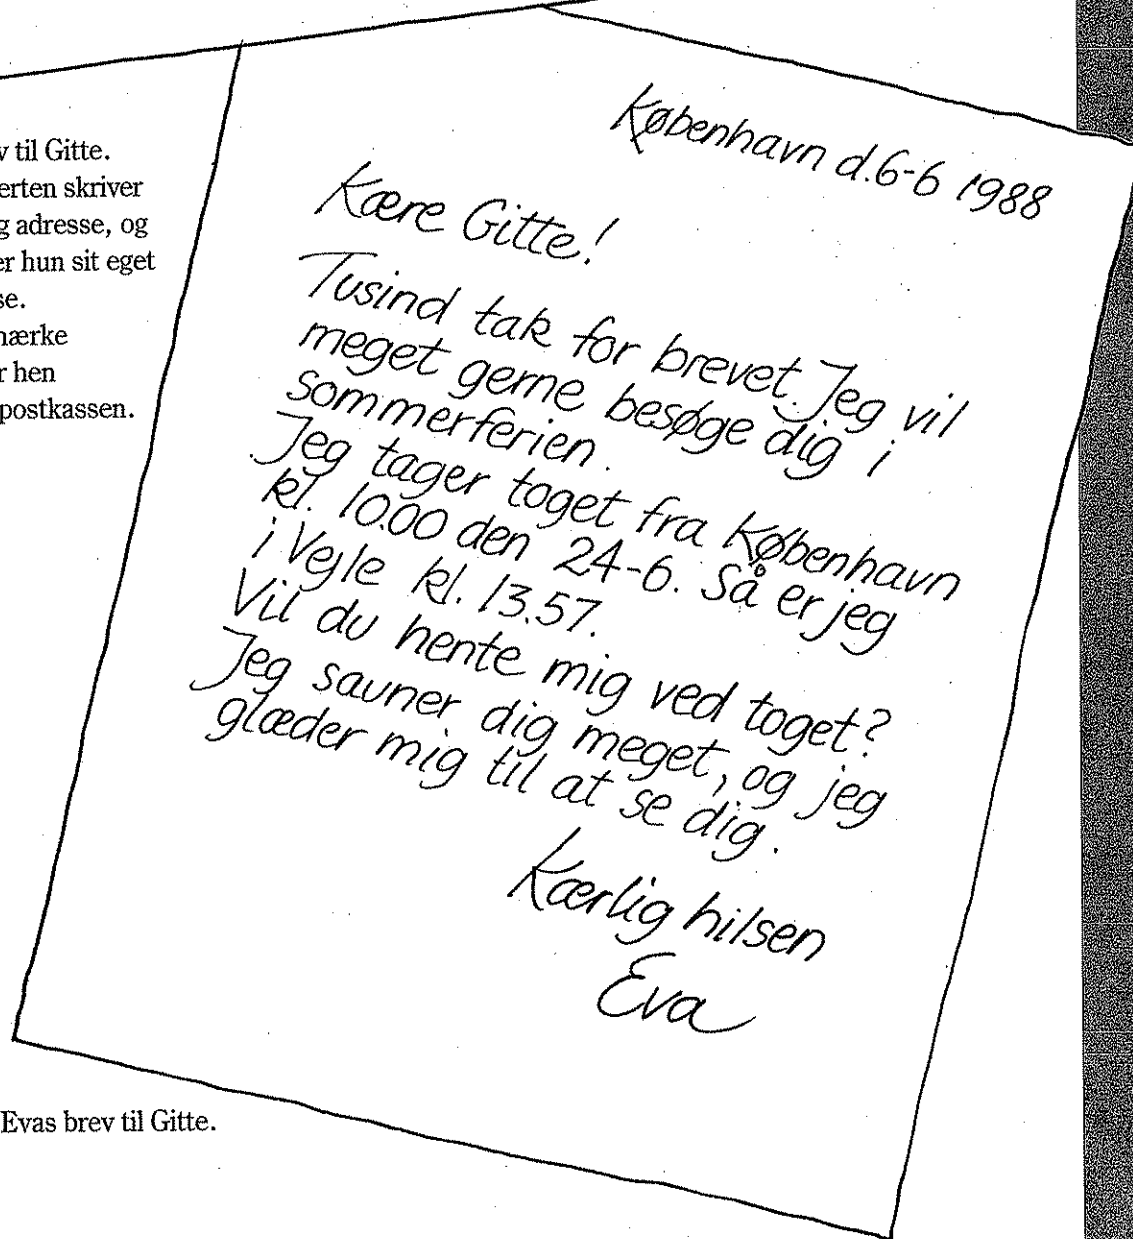 v til Gitte.
erten skriver
g adresse, og
er hun sit eget
se.
nærke
r hen
postkassen.
København d.6-6 1988
Kære Gitte!
Tusind tak for brevet. Jeg vil
meget gerne besøge dig i
sommerferien.
Jeg tager toget fra København
kl. 10.00 den 24-6. Så er jeg
i Vejle kl. 13.57.
Vil du hente mig ved toget?
Jeg savner dig meget, og jeg
glæder mig til at se dig.
Kærlig hilsen
Eva
Evas brev til Gitte.